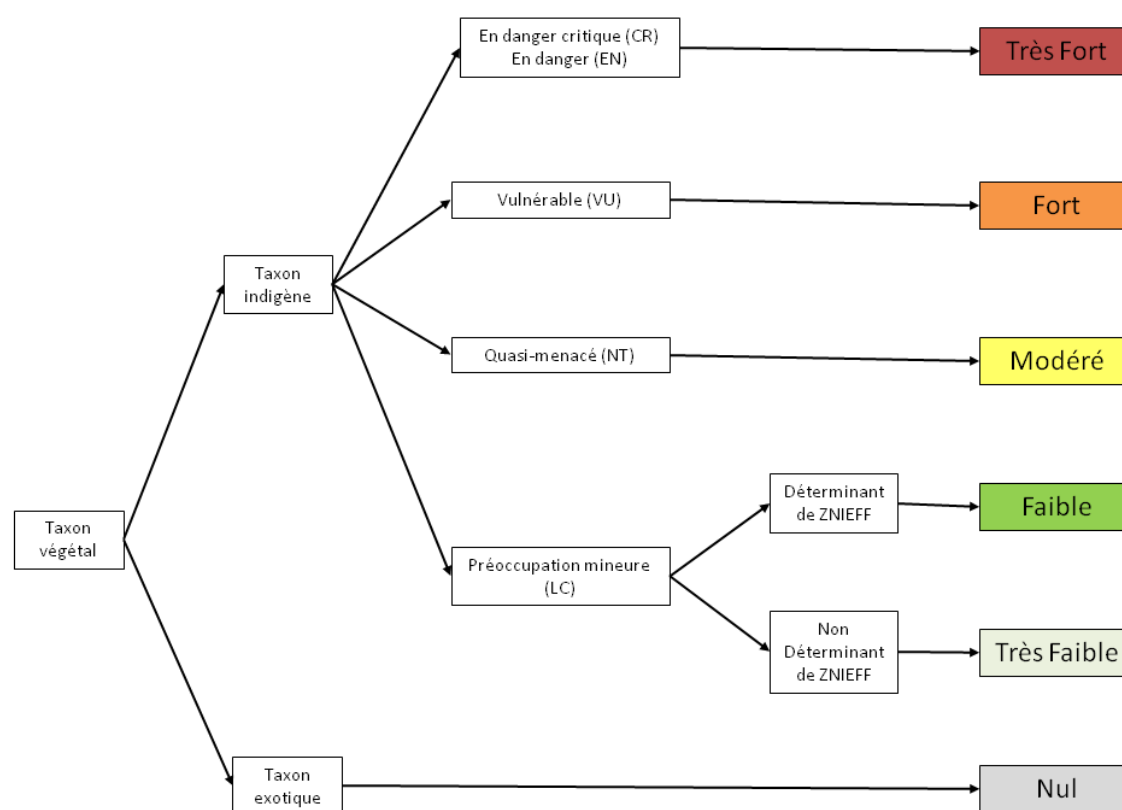 En danger critique (CR)
En danger (EN)
Très Fort
Vulnérable (VU)
Fort
Taxon
indigène
Quasi-menacé (NT)
Modéré
Déterminant
de ZNIEFF
Faible
Taxon
végétal
Préoccupation mineure
(LC)
Non
Déterminant
de ZNIEFF
Très Faible
Taxon
exotique
Nul